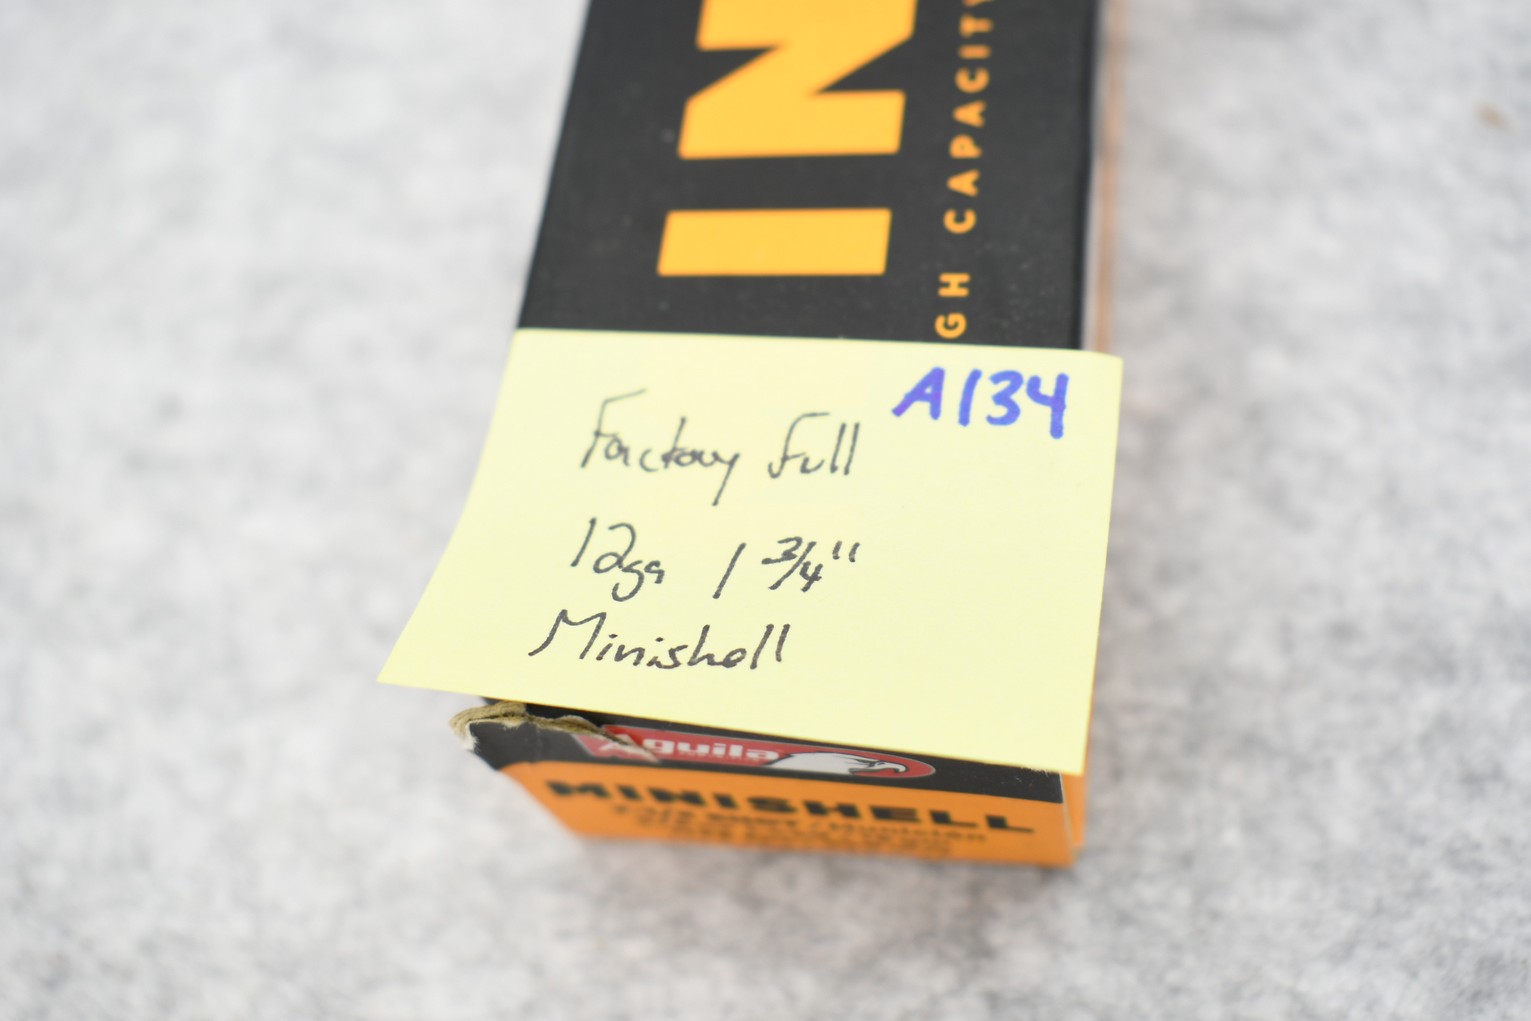 IN
GH CAPACITY
A134
Factory Full
12ga 1 3/4"
Minishell
Aguila
MINISHELL